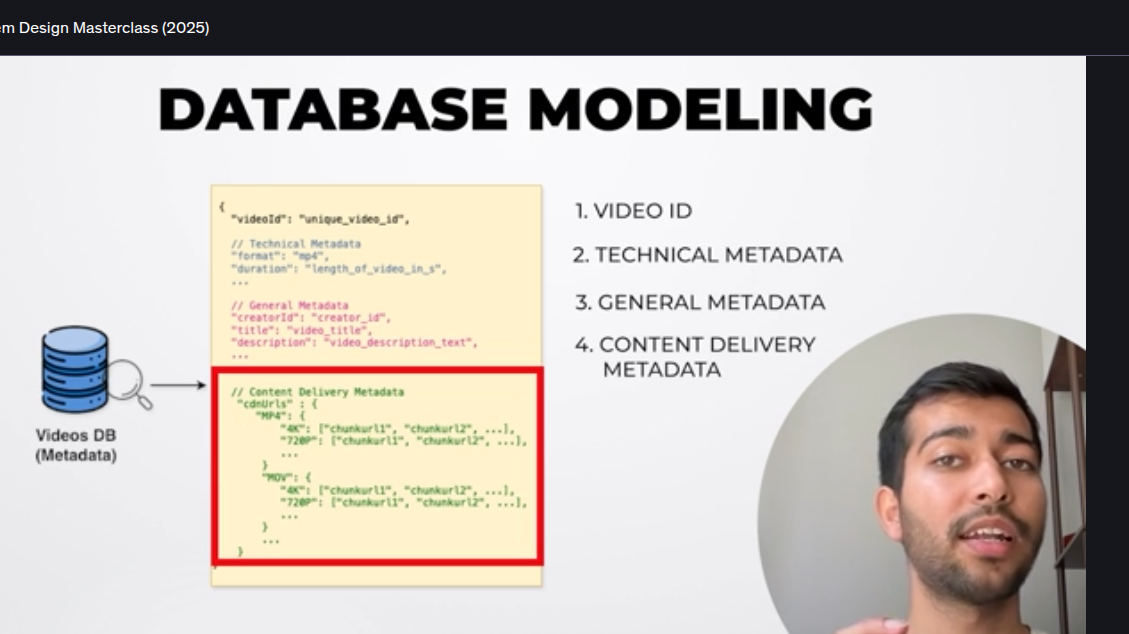 em Design Masterclass (2025)
DATABASE MODELING
{
"videoId": "unique_video_id",
// Technical Metadata
"format": "mp4",
"duration": "length_of_video_in_s",
...
// General Metadata
"creatorId": "creator_id",
"title": "video_title",
"description": "video_description_text",
...
// Content Delivery Metadata
"cdnUrls" : {
"MP4": {
"4K": ["chunkurl1", "chunkurl2", ...],
"720P": ["chunkurl1", "chunkurl2", ...],
...
}
"MOV": {
"4K": ["chunkurl1", "chunkurl2", ...],
"720P": ["chunkurl1", "chunkurl2", ...],
...
}
...
}
1. VIDEO ID
2. TECHNICAL METADATA
3. GENERAL METADATA
4. CONTENT DELIVERY
METADATA
Videos DB
(Metadata)